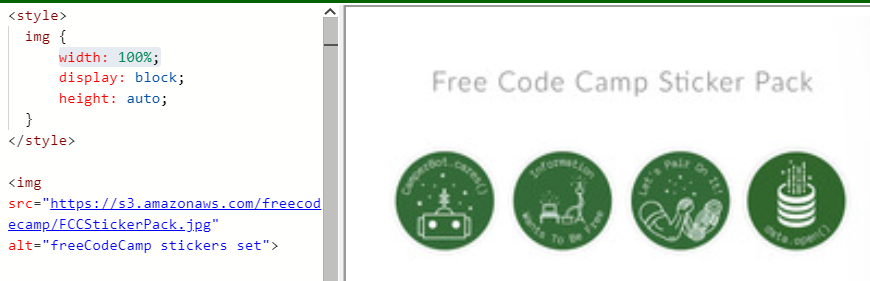 <style>
img {
width: 100%;
display: block;
height: auto;
}
</style>
<img
src="https://s3.amazonaws.com/freecod
ecamp/FCCStickerPack.jpg"
alt="freeCodeCamp stickers set">
Free Code Camp Sticker Pack
CamperBot.cares()
Information
Wants To Be Free
Let's Pair On It!
data.open()